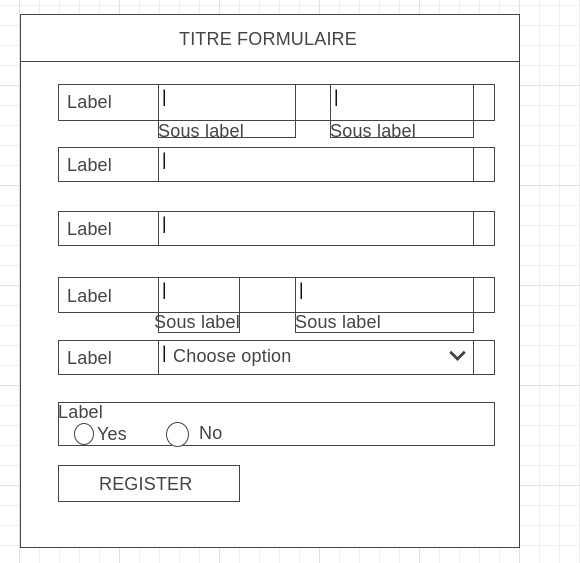 TITRE FORMULAIRE
Label
Sous label Sous label
Label
Label
Label
Sous label Sous label
Label Choose option
Label
Yes No
REGISTER